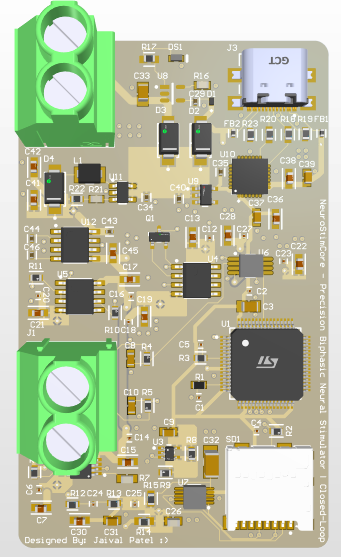 R17
DS1
J3
GCT
C33
U8
R16
C29
D1
D2
D3
FB2
R23
R20
R18
R19
FB1
C42
D4
L1
U11
U10
C35
C38
C39
C41
R22
R21
C34
C40
U9
C37
C36
C44
C46
U12
C43
C45
Q1
C13
C12
C28
C27
C23
C22
R11
C20
U5
C17
U4
U6
C2
C3
C16
C19
C21
R10
C18
J1
U1
C5
R3
R4
R1
C1
C10
R5
C14
C9
C4
R2
U3
R8
C32
SD1
C15
R7
C6
R15
R9
U7
R12
C24
R13
C25
C7
C30
C31
R14
C26
NeuroStimCore - Precision Biphasic Neural Stimulator - Closed-Loop
Designed By: Jaival Patel :)